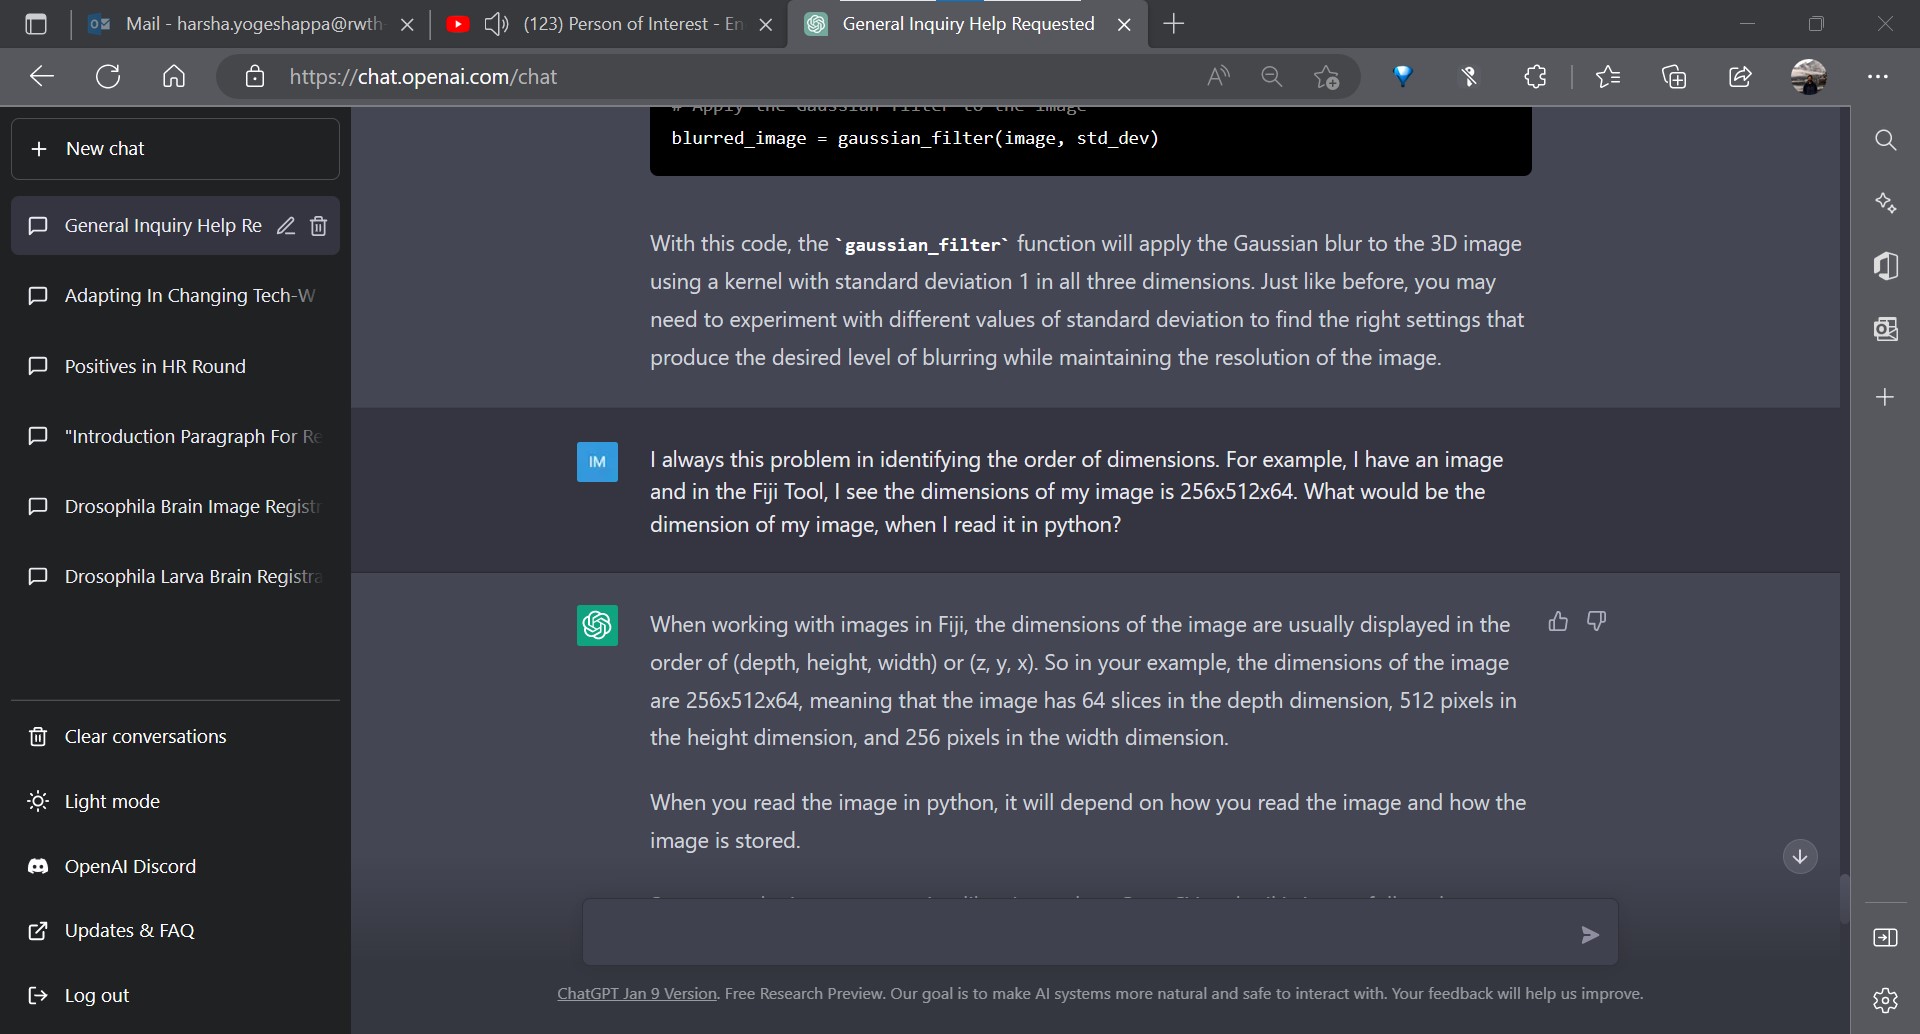 Mail - harsha.yogeshappa@rwth-
(123) Person of Interest - En
General Inquiry Help Requested
https://chat.openai.com/chat
New chat
General Inquiry Help Re
Adapting In Changing Tech-W
Positives in HR Round
"Introduction Paragraph For Re
Drosophila Brain Image Registr
Drosophila Larva Brain Registra
Clear conversations
Light mode
OpenAI Discord
Updates & FAQ
Log out
# Apply the Gaussian filter to the image
blurred_image = gaussian_filter(image, std_dev)
With this code, the `gaussian_filter` function will apply the Gaussian blur to the 3D image
using a kernel with standard deviation 1 in all three dimensions. Just like before, you may
need to experiment with different values of standard deviation to find the right settings that
produce the desired level of blurring while maintaining the resolution of the image.
IM
I always this problem in identifying the order of dimensions. For example, I have an image
and in the Fiji Tool, I see the dimensions of my image is 256x512x64. What would be the
dimension of my image, when I read it in python?
When working with images in Fiji, the dimensions of the image are usually displayed in the
order of (depth, height, width) or (z, y, x). So in your example, the dimensions of the image
are 256x512x64, meaning that the image has 64 slices in the depth dimension, 512 pixels in
the height dimension, and 256 pixels in the width dimension.
When you read the image in python, it will depend on how you read the image and how the
image is stored.
ChatGPT Jan 9 Version. Free Research Preview. Our goal is to make AI systems more natural and safe to interact with. Your feedback will help us improve.